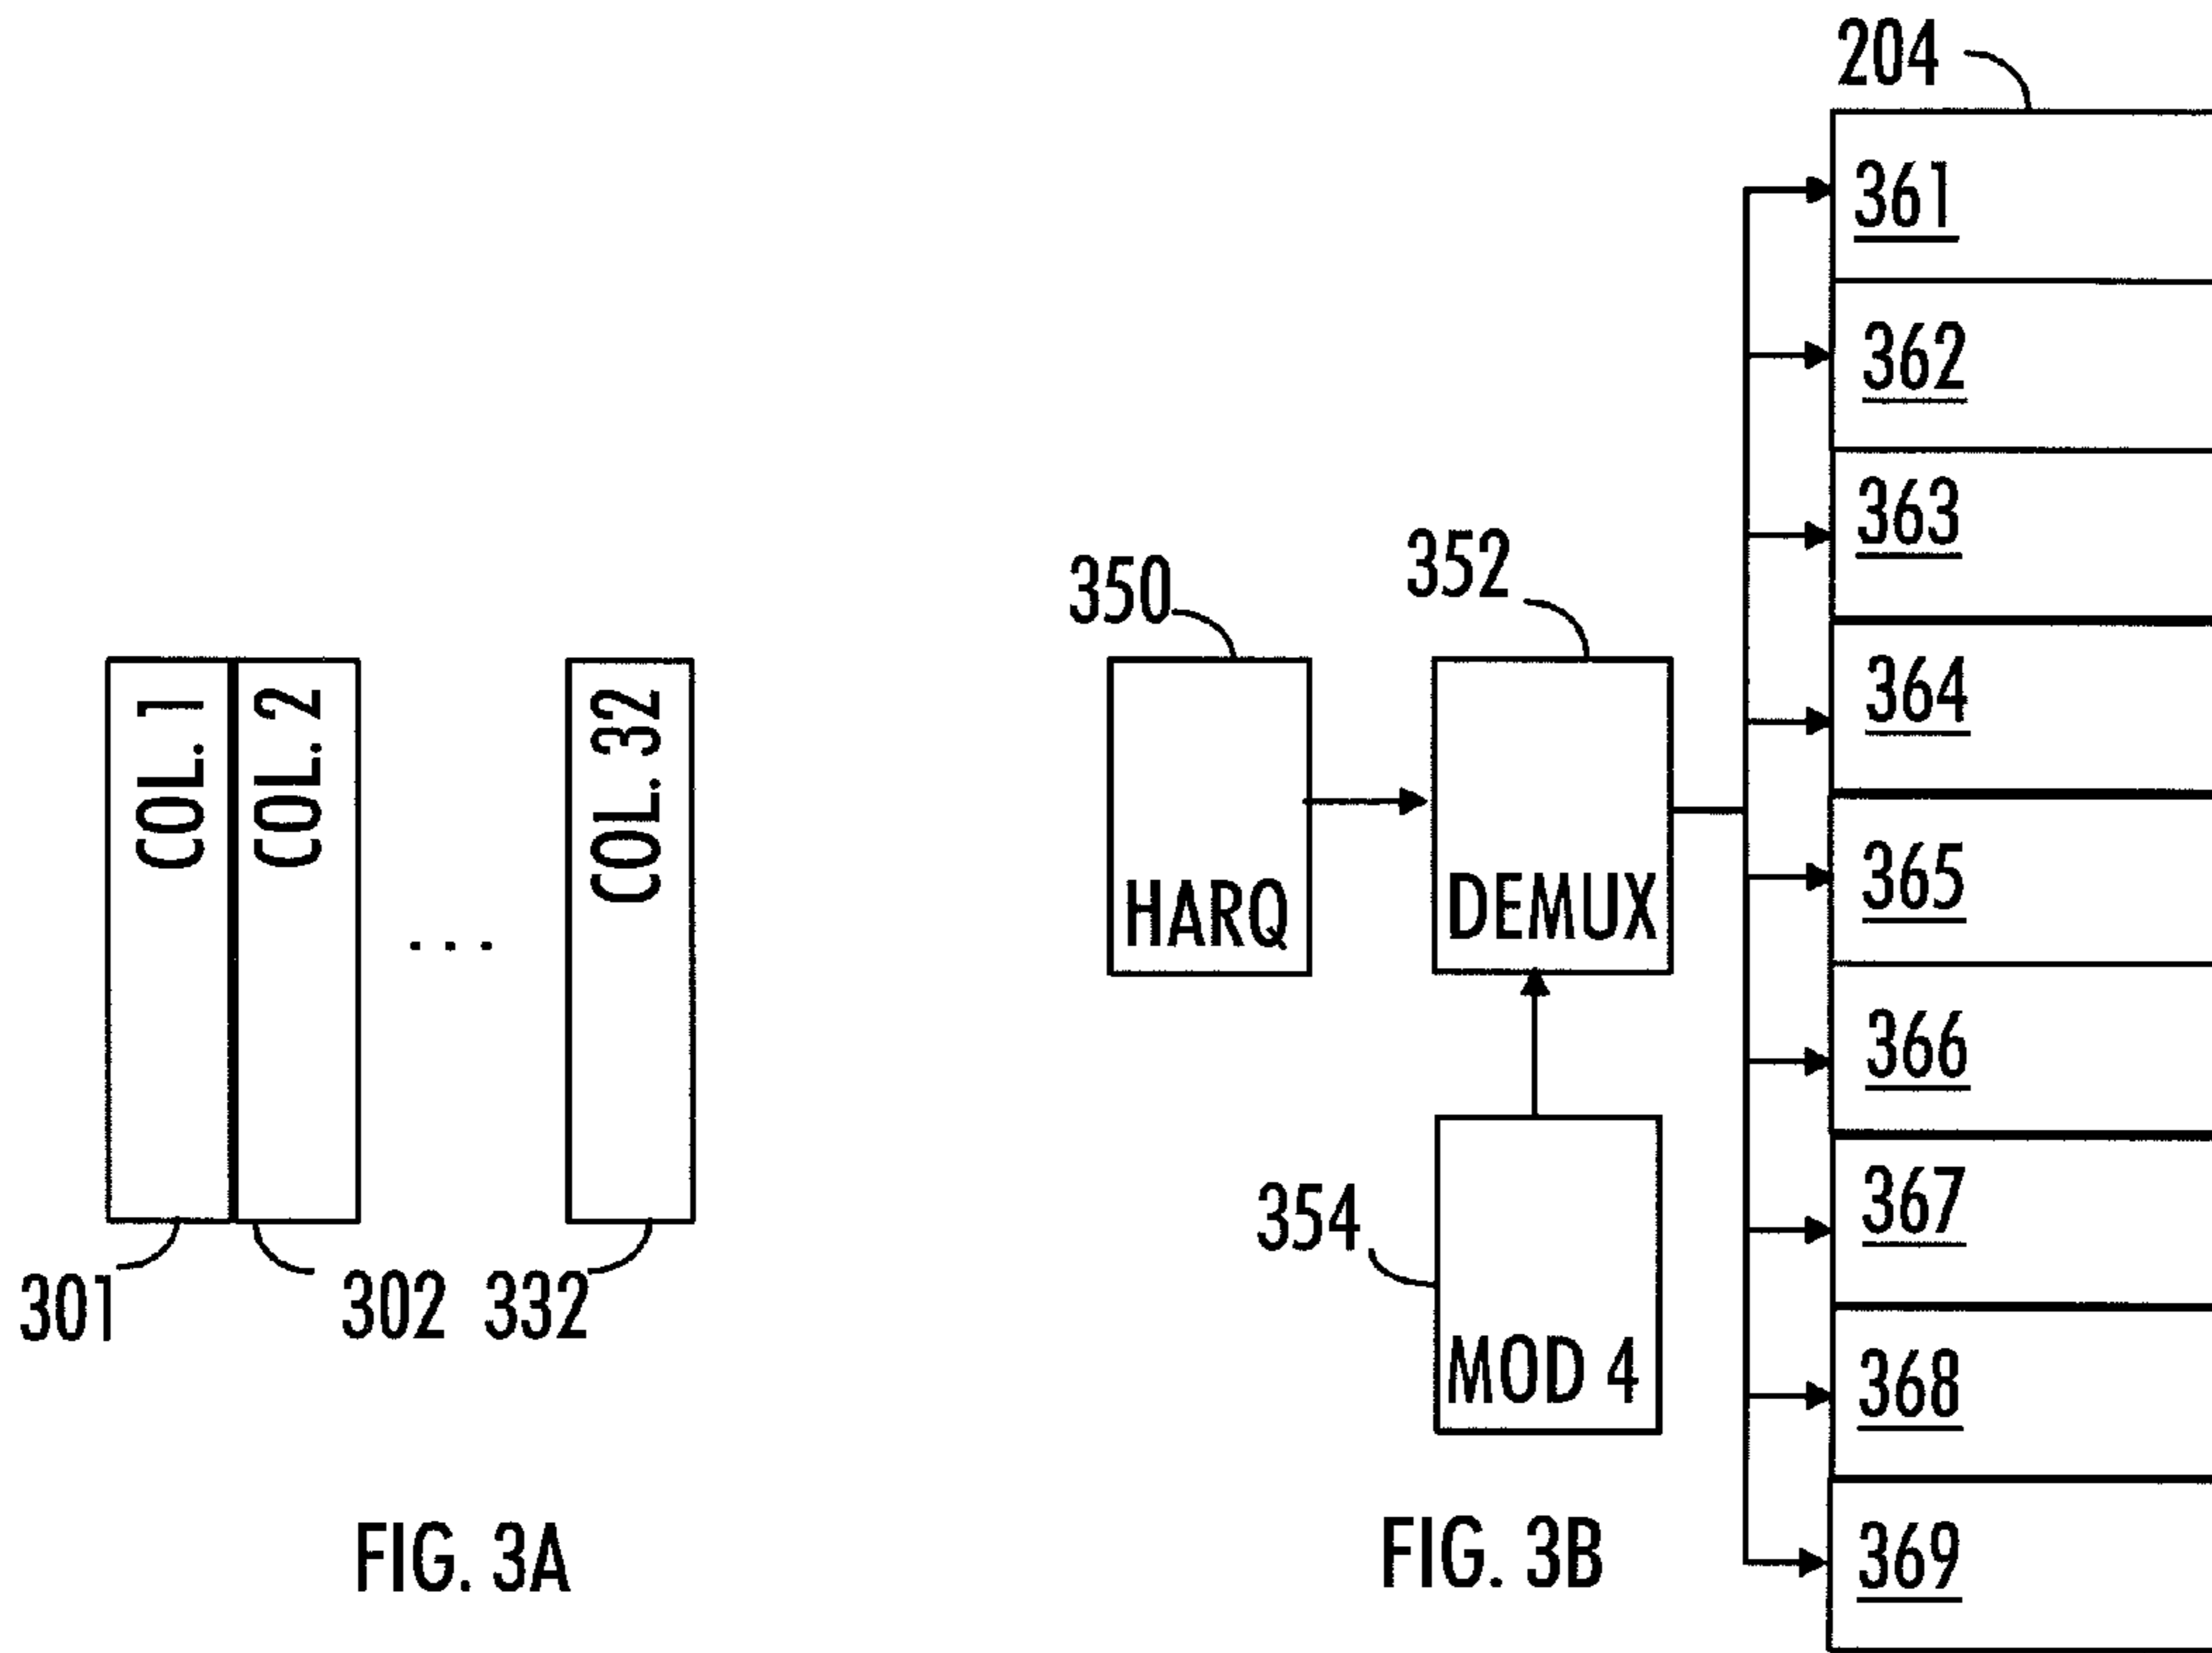 COL. 1
COL. 2
COL. 32
. . .
301
302
332
FIG. 3A
204
350
352
HARQ
DEMUX
354
MOD 4
361
362
363
364
365
366
367
368
369
FIG. 3B